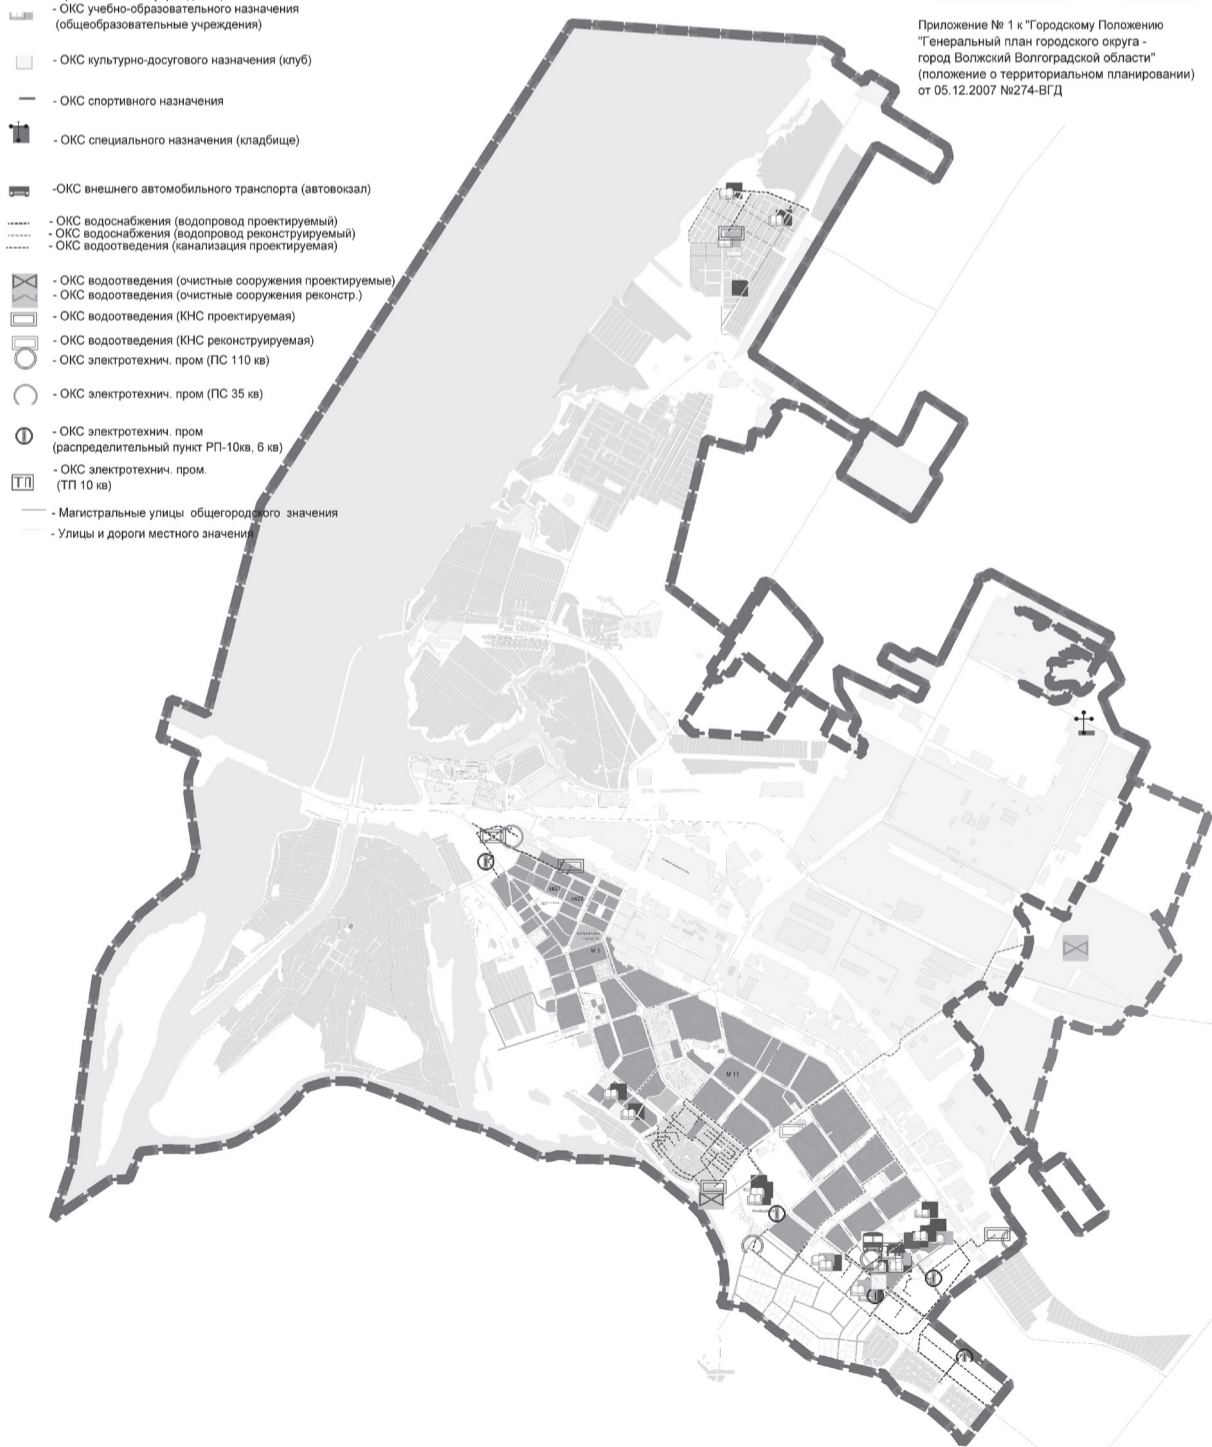 - ОКС учебно-образовательного назначения
(общеобразовательные учреждения)
- ОКС культурно-досугового назначения (клуб)
- ОКС спортивного назначения
- ОКС специального назначения (кладбище)
-ОКС внешнего автомобильного транспорта (автовокзал)
- ОКС водоснабжения (водопровод проектируемый)
- ОКС водоснабжения (водопровод реконструируемый)
- ОКС водоотведения (канализация проектируемая)
- ОКС водоотведения (очистные сооружения проектируемые)
- ОКС водоотведения (очистные сооружения реконстр.)
- ОКС водоотведения (КНС проектируемая)
- ОКС водоотведения (КНС реконструируемая)
- ОКС электротехнич. пром (ПС 110 кв)
- ОКС электротехнич. пром (ПС 35 кв)
- ОКС электротехнич. пром
(распределительный пункт РП-10кв, 6 кв)
ТП
- ОКС электротехнич. пром.
(ТП 10 кв)
- Магистральные улицы общегородского значения
- Улицы и дороги местного значения
Приложение № 1 к "Городскому Положению
"Генеральный план городского округа -
город Волжский Волгоградской области"
(положение о территориальном планировании)
от 05.12.2007 №274-ВГД
М 1
М 11